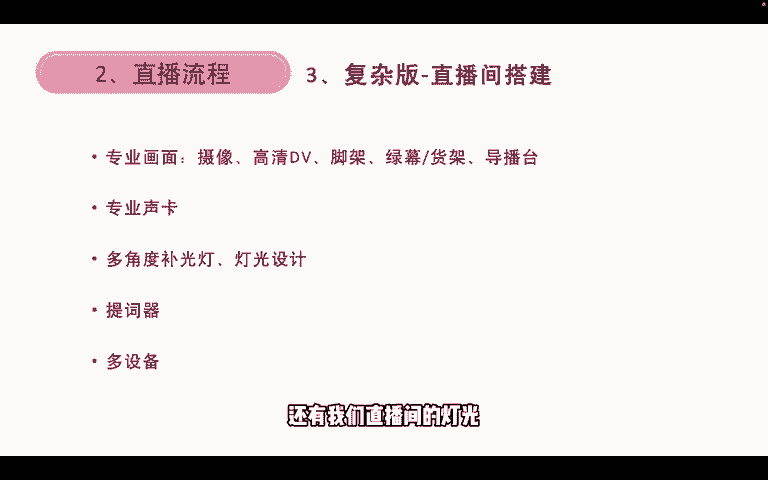 2、直播流程
3、复杂版-直播间搭建
• 专业画面：摄像、高清DV、脚架、绿幕/货架、导播台
• 专业声卡
• 多角度补光灯、灯光设计
• 提词器
• 多设备
还有我们直播间的灯光